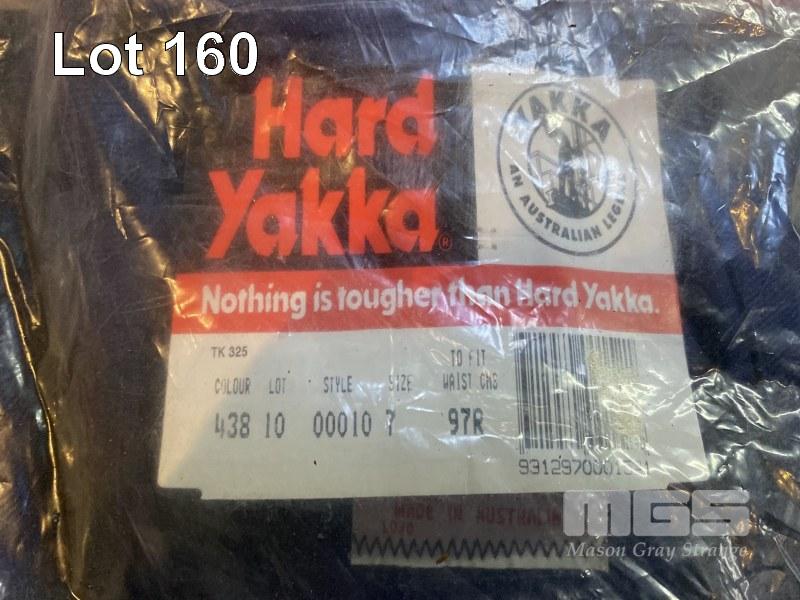 Lot 160
Hard
Yakka®
YAKKA
AN AUSTRALIAN LEGEND
Nothing is tougher than Hard Yakka.
TK 325
TO FIT
COLOUR LOT STYLE SIZE WAIST CMS
438 10 00010 7 97R
MADE IN AUSTRALIA
MGS
Mason Gray Strange